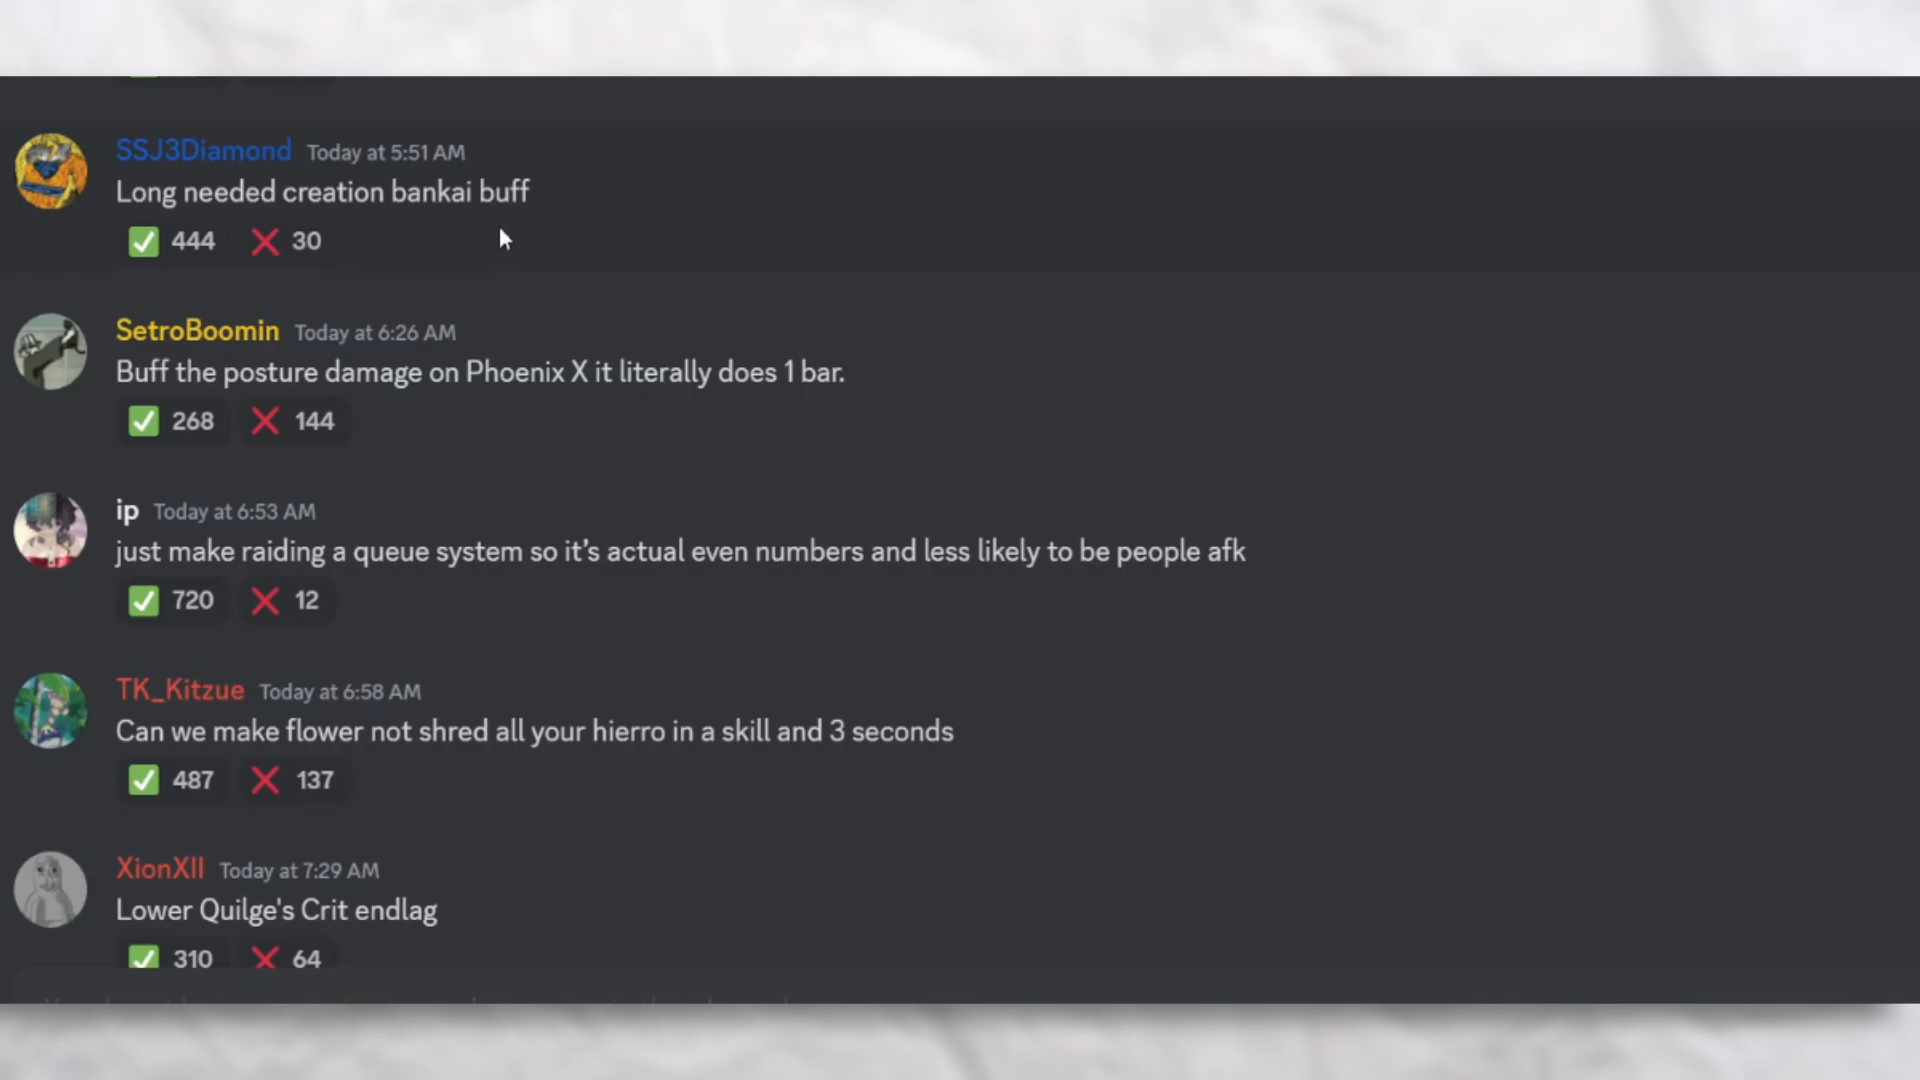 SSJ3Diamond Today at 5:51 AM
Long needed creation bankai buff
444 30
SetroBoomin Today at 6:26 AM
Buff the posture damage on Phoenix X it literally does 1 bar.
268 144
ip Today at 6:53 AM
just make raiding a queue system so it’s actual even numbers and less likely to be people afk
720 12
TK_Kitzue Today at 6:58 AM
Can we make flower not shred all your hierro in a skill and 3 seconds
487 137
XionXII Today at 7:29 AM
Lower Quilge's Crit endlag
310 64